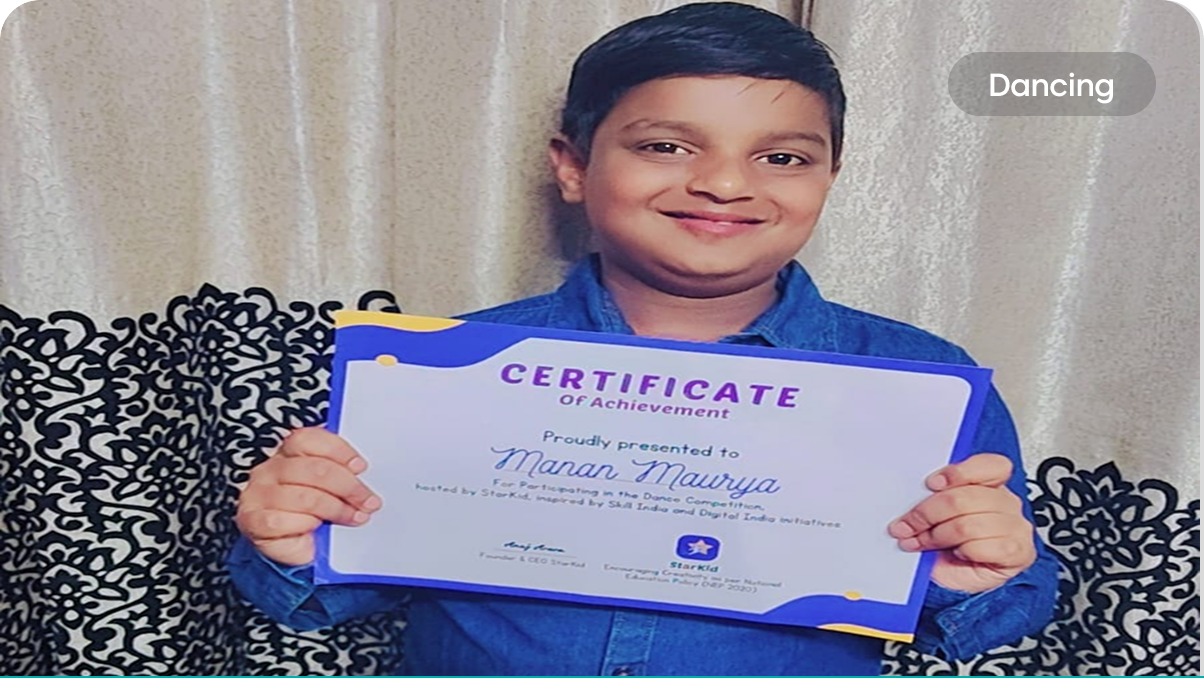 Dancing
CERTIFICATE
Of Achievement
Proudly presented to
Manan Maurya
For Participating in the Dance Competition,
hosted by StarKid, inspired by Skill India and Digital India initiatives
Founder & CEO StarKid
StarKid
Encouraging Creativity as per National
Education Policy (NEP 2020)